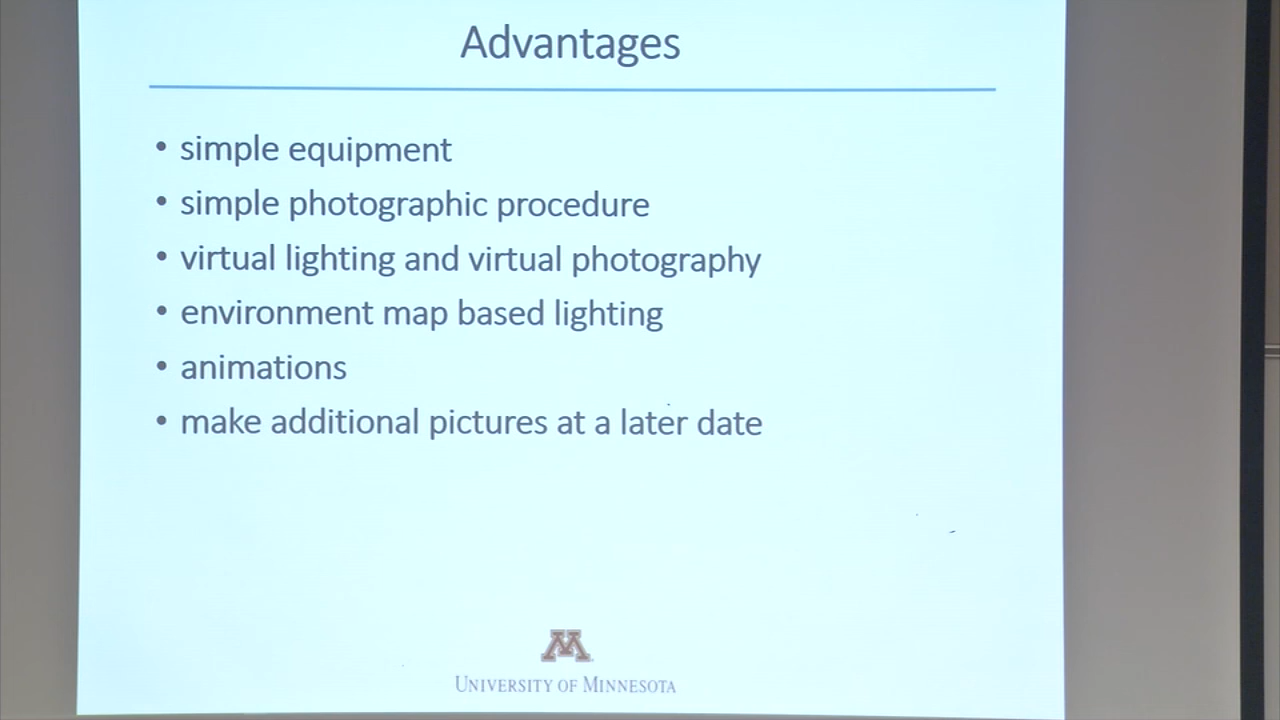 Advantages
• simple equipment
• simple photographic procedure
• virtual lighting and virtual photography
• environment map based lighting
• animations
• make additional pictures at a later date
M
UNIVERSITY OF MINNESOTA